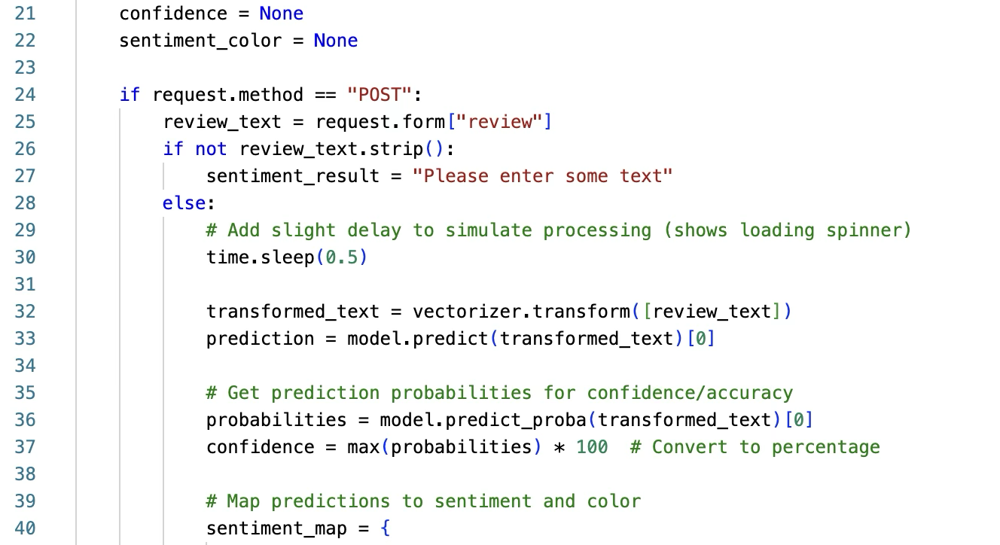 21 confidence = None
22 sentiment_color = None
23
24 if request.method == "POST":
25 review_text = request.form["review"]
26 if not review_text.strip():
27 sentiment_result = "Please enter some text"
28 else:
29 # Add slight delay to simulate processing (shows loading spinner)
30 time.sleep(0.5)
31
32 transformed_text = vectorizer.transform([review_text])
33 prediction = model.predict(transformed_text)[0]
34
35 # Get prediction probabilities for confidence/accuracy
36 probabilities = model.predict_proba(transformed_text)[0]
37 confidence = max(probabilities) * 100  # Convert to percentage
38
39 # Map predictions to sentiment and color
40 sentiment_map = {